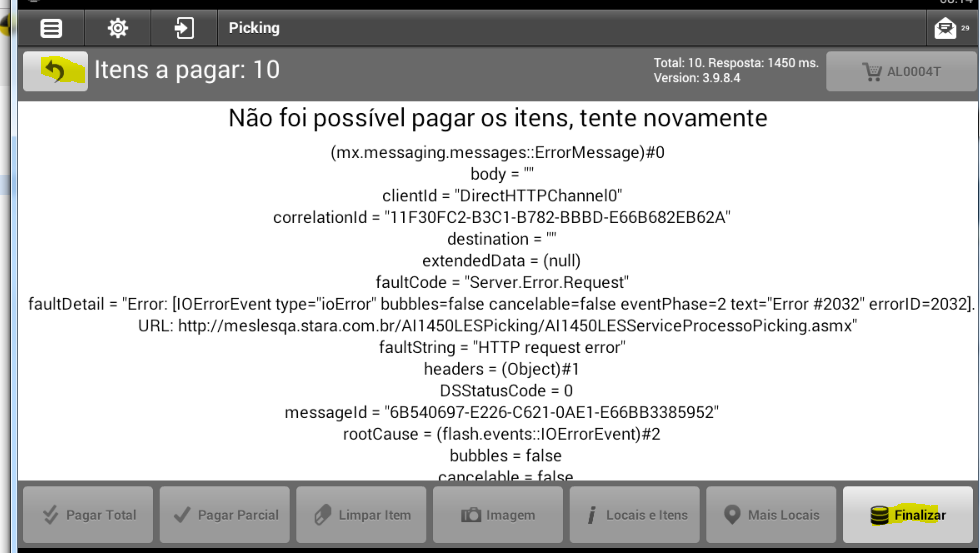 Picking
29
Itens a pagar: 10
Total: 10. Resposta: 1450 ms.
Version: 3.9.8.4
AL0004T
Não foi possível pagar os itens, tente novamente
(mx.messaging.messages::ErrorMessage)#0
body = ""
clientId = "DirectHTTPChannel0"
correlationId = "11F30FC2-B3C1-B782-BBBD-E66B682EB62A"
destination = ""
extendedData = (null)
faultCode = "Server.Error.Request"
faultDetail = "Error: [IOErrorEvent type="ioError" bubbles=false cancelable=false eventPhase=2 text="Error #2032" errorID=2032].
URL: http://meslesqa.stara.com.br/AI1450LESPicking/AI1450LESServiceProcessoPicking.asmx"
faultString = "HTTP request error"
headers = (Object)#1
DSStatusCode = 0
messageId = "6B540697-E226-C621-0AE1-E66BB3385952"
rootCause = (flash.events::IOErrorEvent)#2
bubbles = false
cancelable = false
Pagar Total
Pagar Parcial
Limpar Item
Imagem
Locais e Itens
Mais Locais
Finalizar